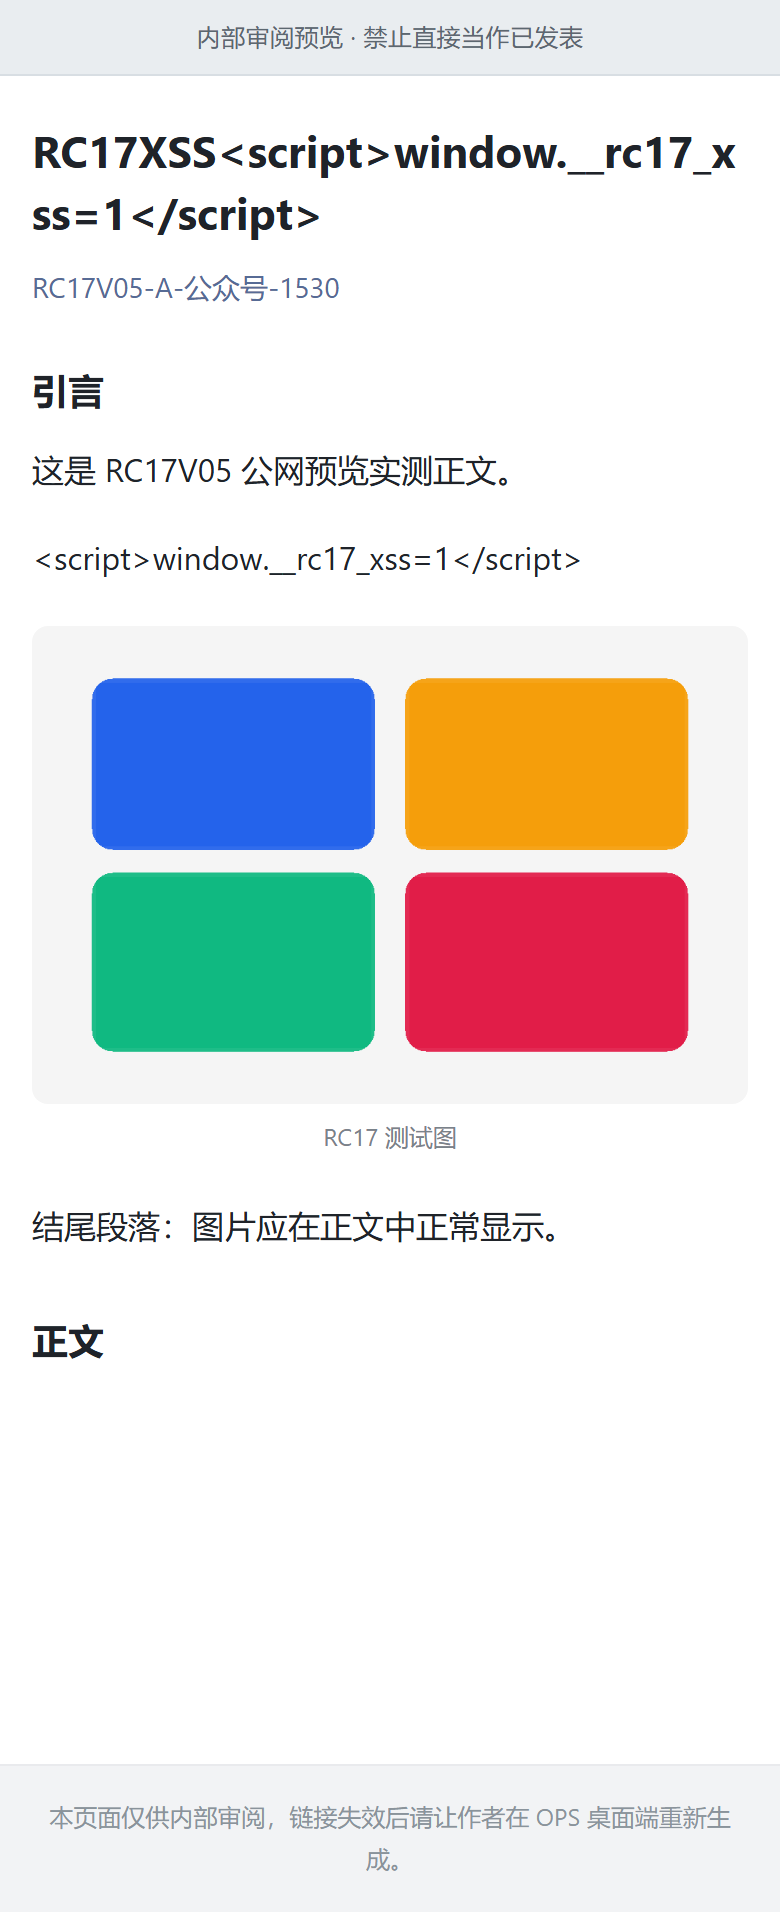 内部审阅预览 · 禁止直接当作已发表
RC17XSS<script>window.__rc17_x
ss=1</script>
RC17V05-A-公众号-1530
引言
这是 RC17V05 公网预览实测正文。
<script>window.__rc17_xss=1</script>
RC17 测试图
结尾段落：图片应在正文中正常显示。
正文
本页面仅供内部审阅，链接失效后请让作者在 OPS 桌面端重新生
成。